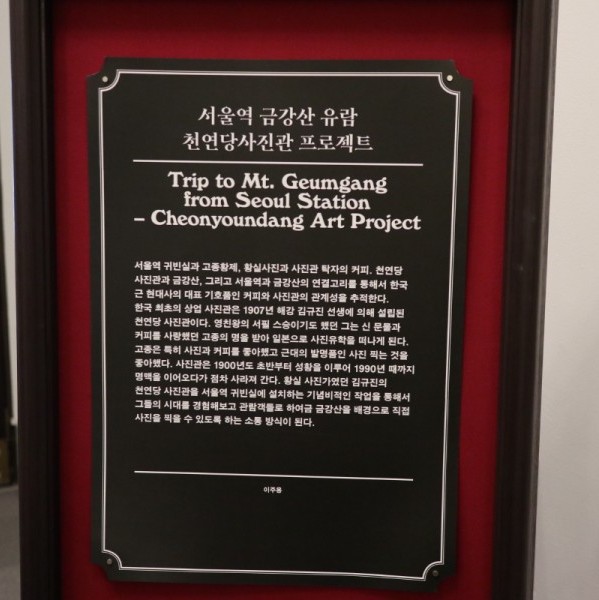 서울역 금강산 유람
천연당사진관 프로젝트
Trip to Mt. Geumgang
from Seoul Station
– Cheonyoundang Art Project
서울역 귀빈실과 고종황제, 황실사진과 사진관 탁자의 커피. 천연당
사진관과 금강산, 그리고 서울역과 금강산의 연결고리를 통해서 한국
근 현대사의 대표 기호품인 커피와 사진관의 관계성을 추적한다.
한국 최초의 상업 사진관은 1907년 해강 김규진 선생에 의해 설립된
천연당 사진관이다. 영친왕의 서필 스승이기도 했던 그는 신 문물과
커피를 사랑했던 고종의 명을 받아 일본으로 사진유학을 떠나게 된다.
고종은 특히 사진과 커피를 좋아했고 근대의 발명품인 사진 찍는 것을
좋아했다. 사진관은 1900년도 초반부터 성황을 이루어 1990년 때까지
명맥을 이어오다가 점차 사라져 간다. 황실 사진가였던 김규진의
천연당 사진관을 서울역 귀빈실에 설치하는 기념비적인 작업을 통해서
그들의 시대를 경험해보고 관람객들로 하여금 금강산을 배경으로 직접
사진을 찍을 수 있도록 하는 소통 방식이 된다.
이주용